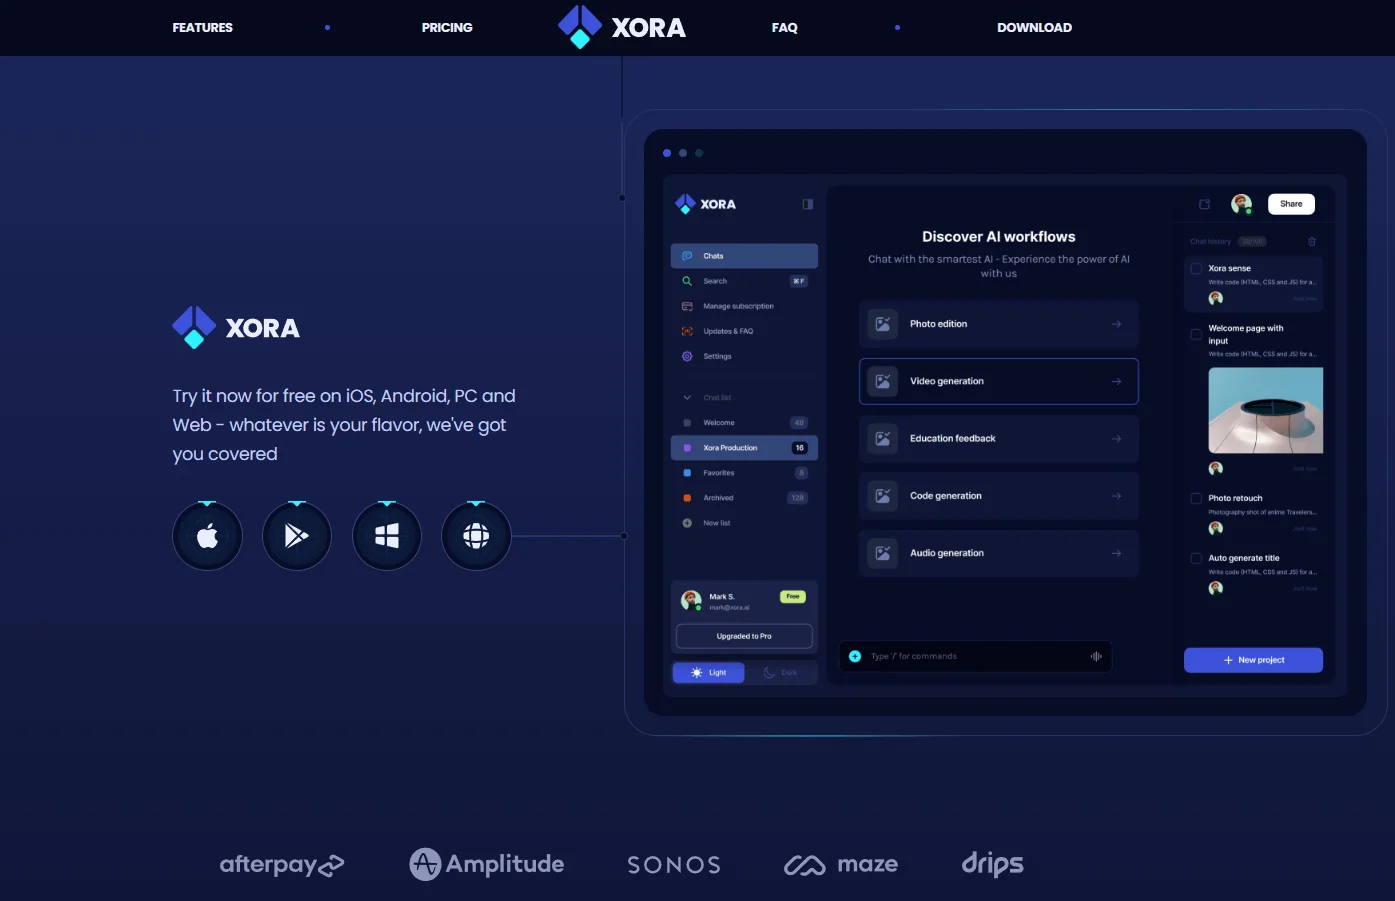 FEATURES
PRICING
XORA
FAQ
DOWNLOAD
XORA
Try it now for free on iOS, Android, PC and
Web - whatever is your flavor, we've got
you covered
XORA
Chats
Search
⌘ F
Manage subscription
Updates & FAQ
Settings
Chat list
Welcome
48
Xora Production
16
Favorites
8
Archived
128
New list
Mark S.
Free
mark@xora.ai
Upgraded to Pro
Light
Dark
Discover AI workflows
Chat with the smartest AI - Experience the power of AI
with us
Photo edition
Video generation
Education feedback
Code generation
Audio generation
Type '/' for commands
Share
Chat history
Xora sense
Write code (HTML, CSS and JS) for a...
Just now
Welcome page with
input
Write code (HTML, CSS and JS) for a...
Just now
Photo retouch
Photography shot of anime Travelers...
Just now
Auto generate title
Write code (HTML, CSS and JS) for a...
Just now
New project
afterpay
Amplitude
SONOS
maze
drips